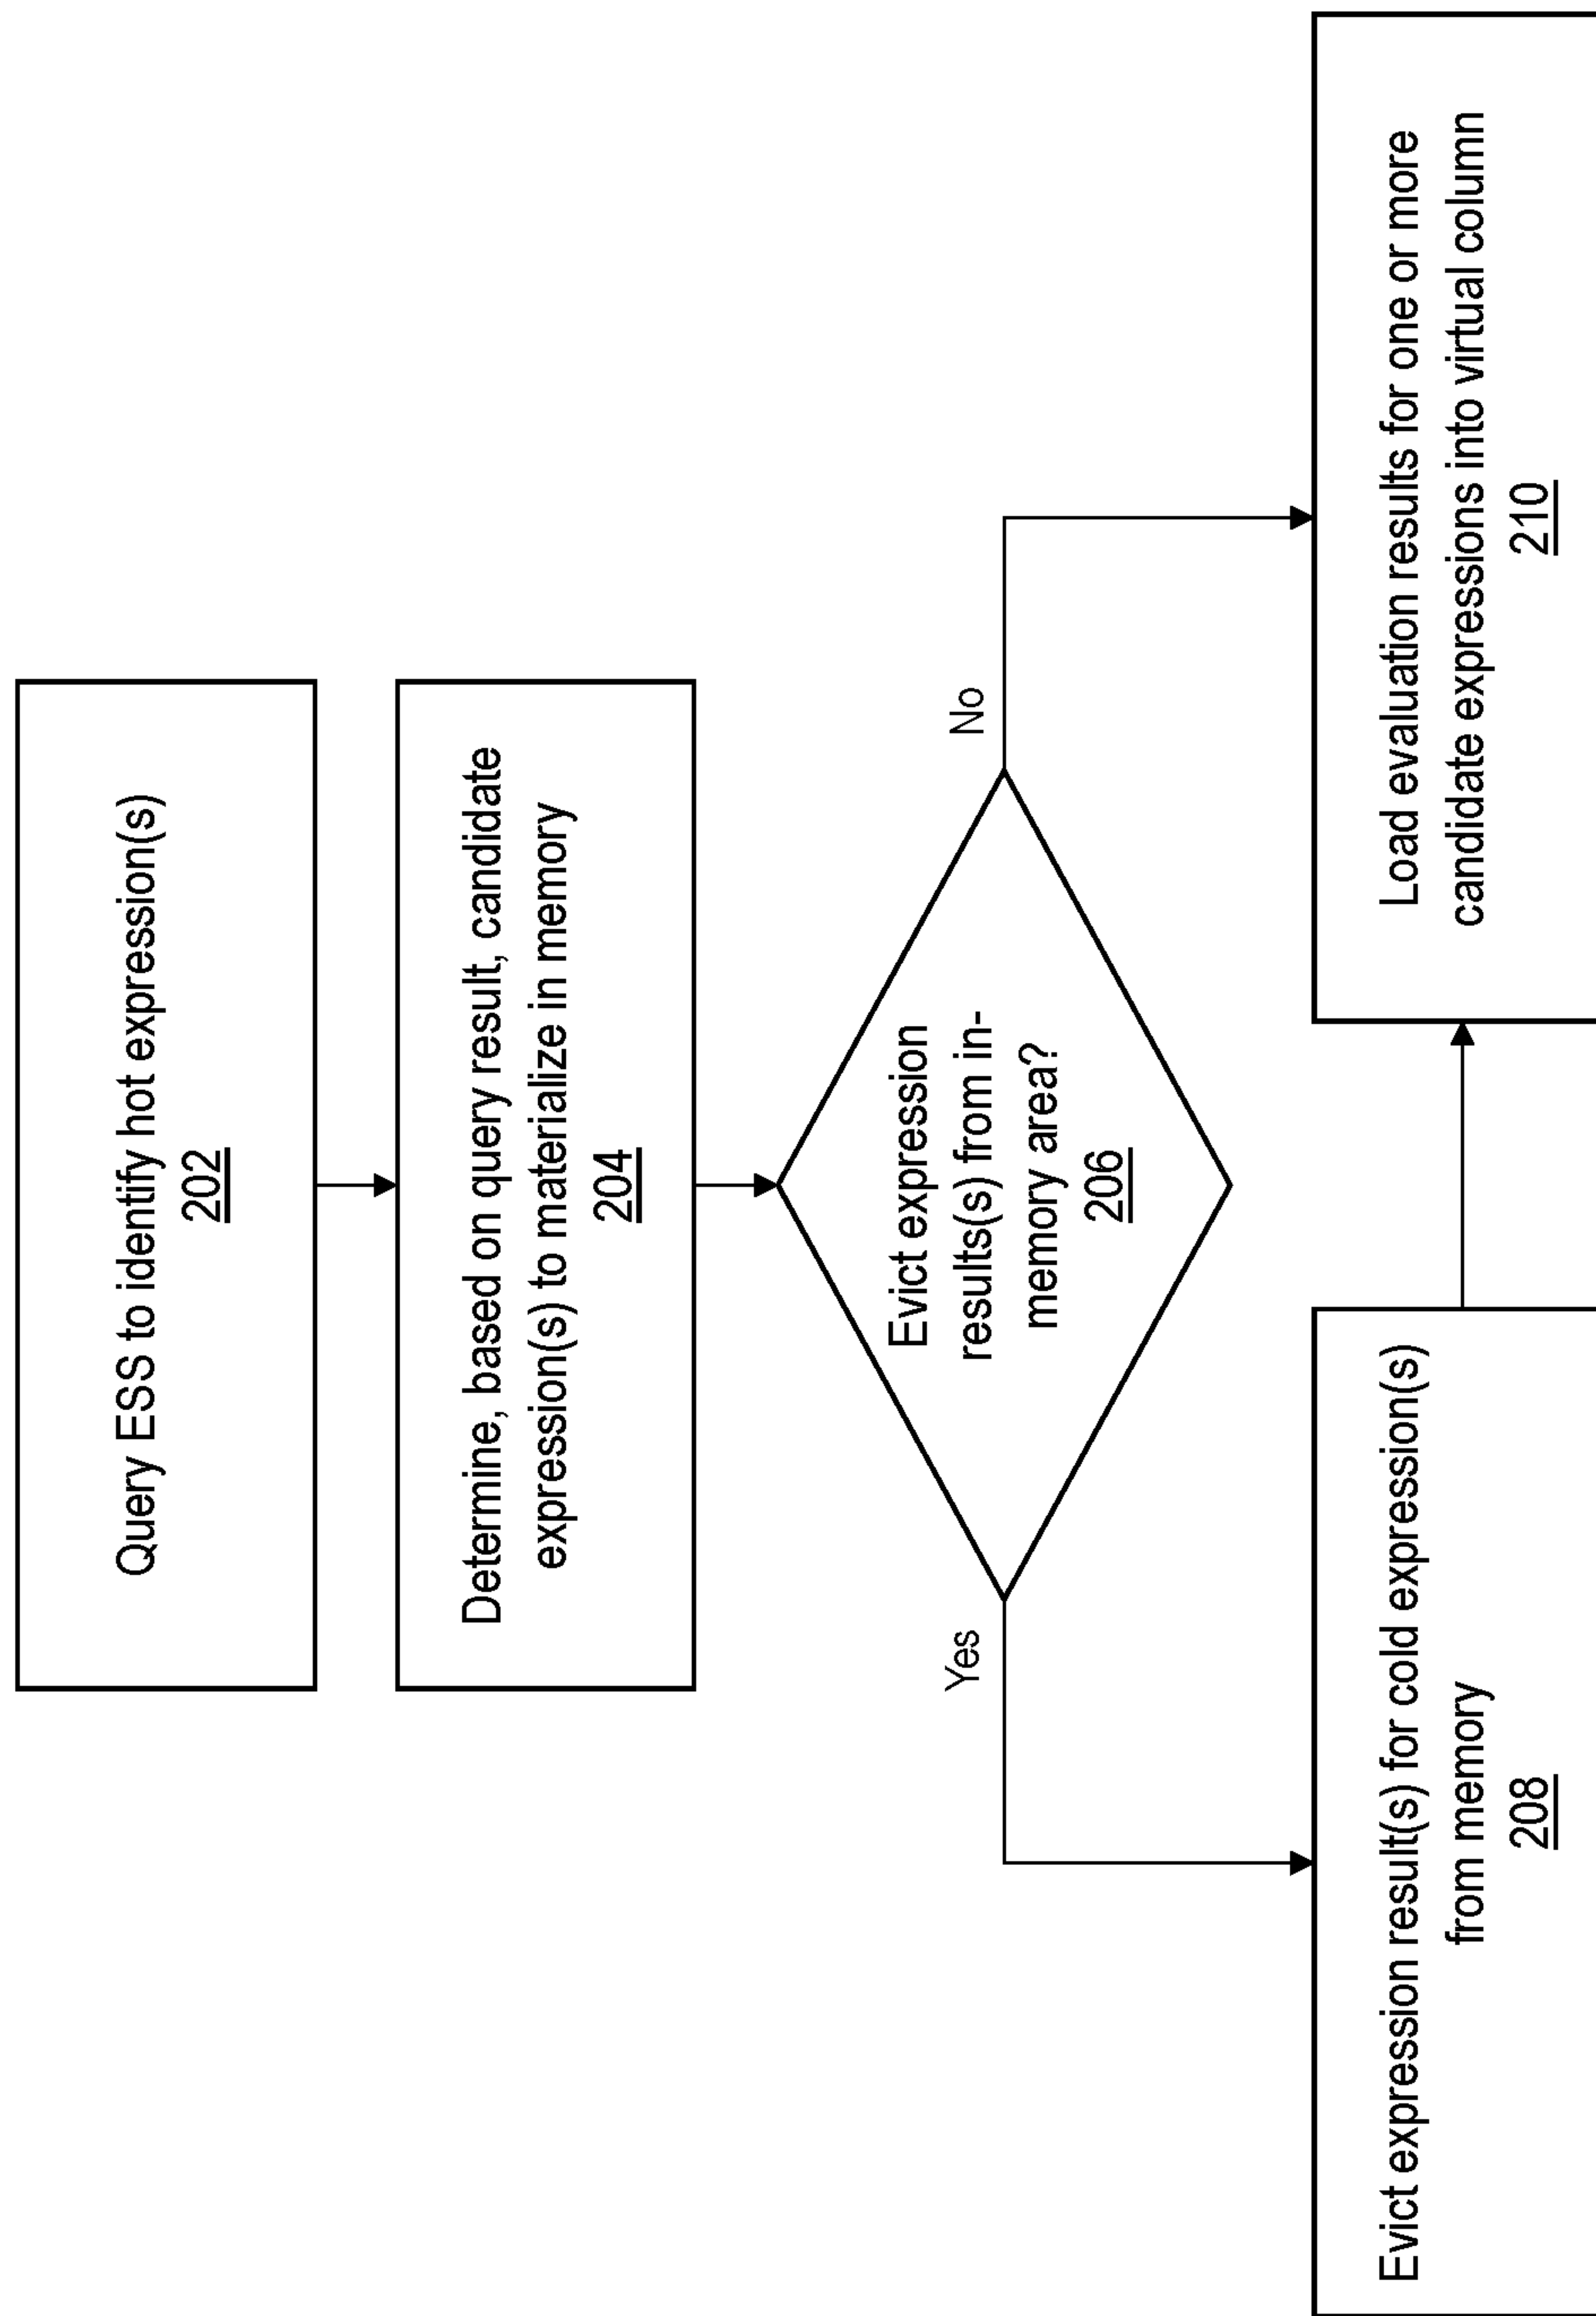 Query ESS to identify hot expression(s)
202
Determine, based on query result, candidate
expression(s) to materialize in memory
204
Evict expression
results(s) from in-
memory area?
206
Yes
No
Evict expression result(s) for cold expression(s)
from memory
208
Load evaluation results for one or more
candidate expressions into virtual column
210